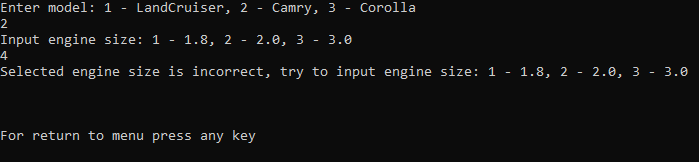 Enter model: 1 - LandCruiser, 2 - Camry, 3 - Corolla
2
Input engine size: 1 - 1.8, 2 - 2.0, 3 - 3.0
4
Selected engine size is incorrect, try to input engine size: 1 - 1.8, 2 - 2.0, 3 - 3.0
For return to menu press any key